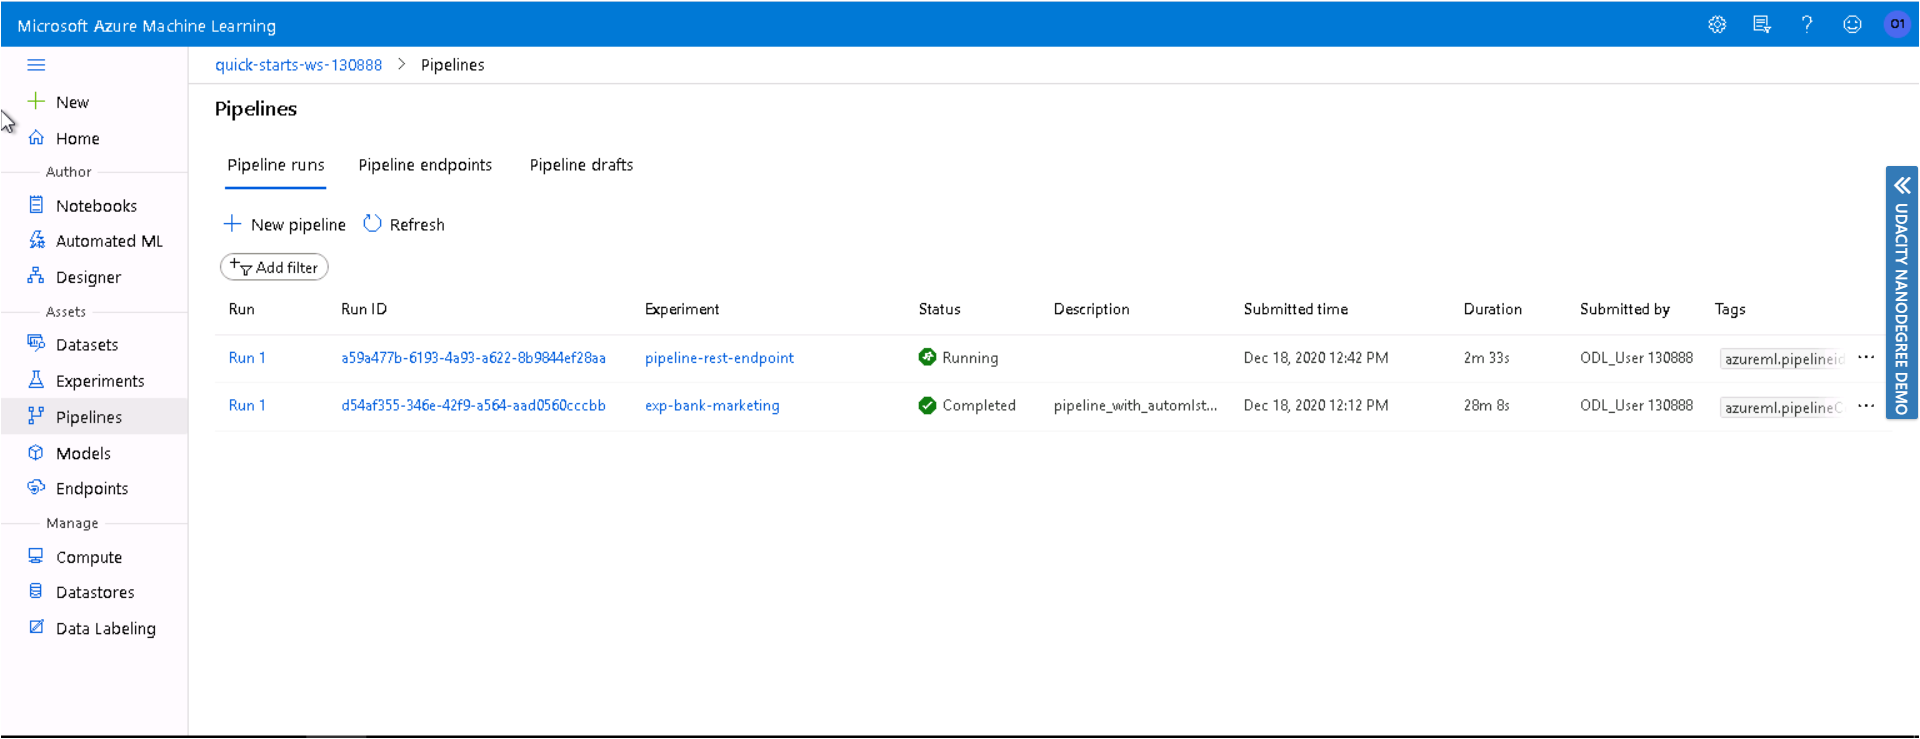 Microsoft Azure Machine Learning
O1
quick-starts-ws-130888 > Pipelines
New
Home
Author
Notebooks
Automated ML
Designer
Assets
Datasets
Experiments
Pipelines
Models
Endpoints
Manage
Compute
Datastores
Data Labeling
Pipelines
Pipeline runs Pipeline endpoints Pipeline drafts
New pipeline Refresh
Add filter
Run Run ID Experiment Status Description Submitted time Duration Submitted by Tags
Run 1 a59a477b-6193-4a93-a622-8b9844ef28aa pipeline-rest-endpoint Running Dec 18, 2020 12:42 PM 2m 33s ODL_User 130888 azureml.pipelineid ...
Run 1 d54af355-346e-42f9-a564-aad0560cccbb exp-bank-marketing Completed pipeline_with_automlst... Dec 18, 2020 12:12 PM 28m 8s ODL_User 130888 azureml.pipelineC ...
UDACITY NANODEGREE DEMO